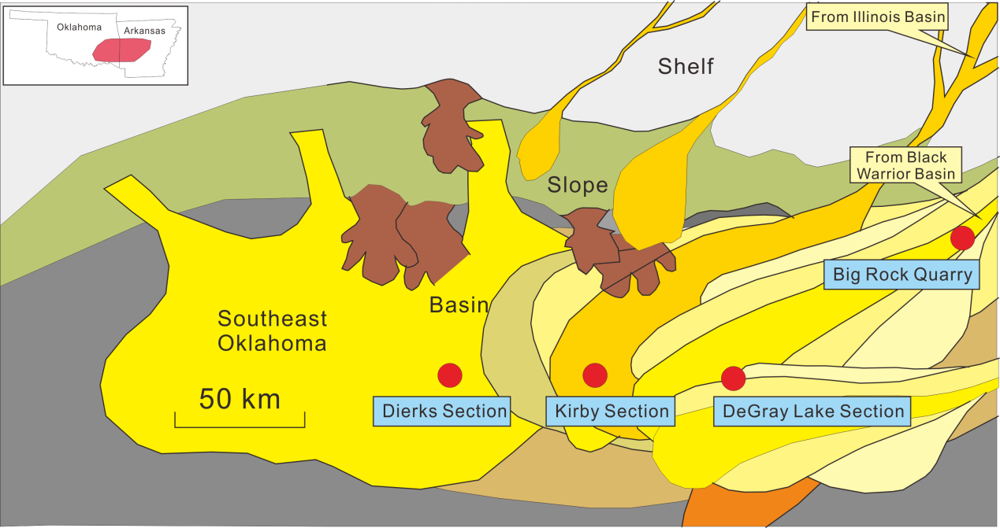 Oklahoma
Arkansas
From Illinois Basin
Shelf
From Black
Warrior Basin
Slope
Big Rock Quarry
Basin
Southeast
Oklahoma
50 km
Dierks Section
Kirby Section
DeGray Lake Section